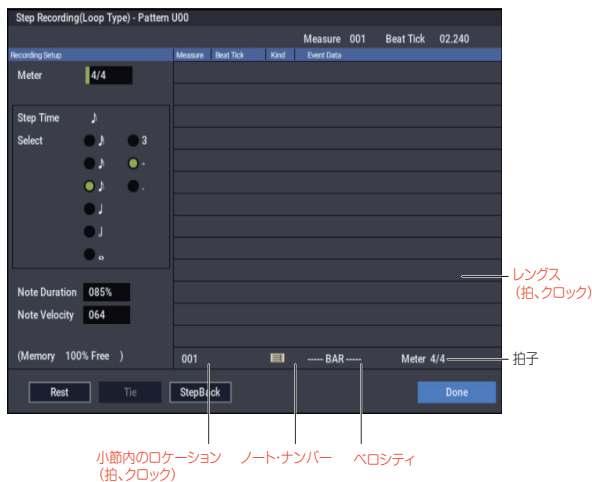 Step Recording(Loop Type) - Pattern U00
Measure 001 Beat Tick 02.240
Recording Setup Measure Beat Tick Kind Event Data
Meter 4/4
Step Time
Select 3
-
.
レングス
(拍、クロック)
Note Duration 085%
Note Velocity 064
(Memory 100% Free )
001 ----- BAR ----- Meter 4/4
拍子
Rest Tie StepBack Done
小節内のロケーション
(拍、クロック)
ノート・ナンバー
ベロシティ